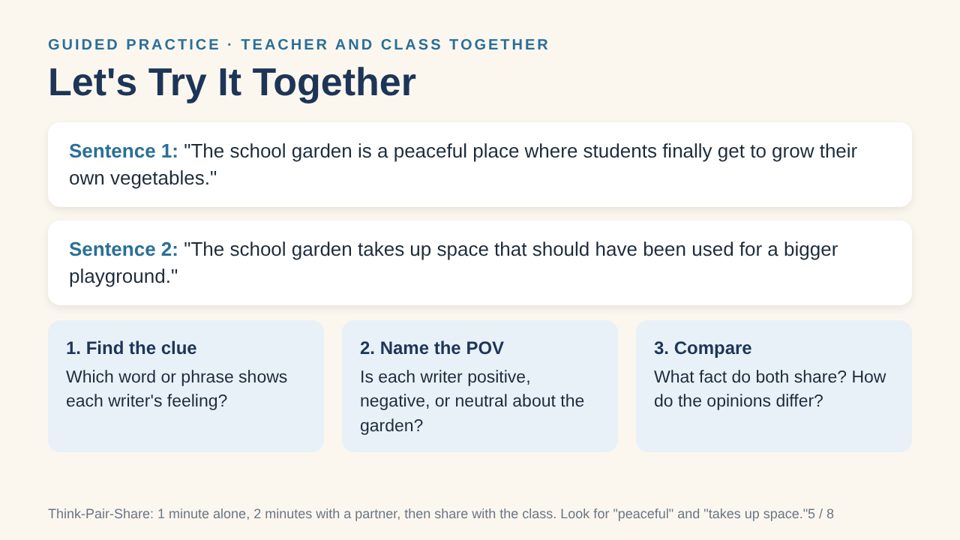 GUIDED PRACTICE · TEACHER AND CLASS TOGETHER
Let's Try It Together
Sentence 1: "The school garden is a peaceful place where students finally get to grow their
own vegetables."
Sentence 2: "The school garden takes up space that should have been used for a bigger
playground."
1. Find the clue
Which word or phrase shows
each writer's feeling?
2. Name the POV
Is each writer positive,
negative, or neutral about the
garden?
3. Compare
What fact do both share? How
do the opinions differ?
Think-Pair-Share: 1 minute alone, 2 minutes with a partner, then share with the class. Look for "peaceful" and "takes up space."5 / 8